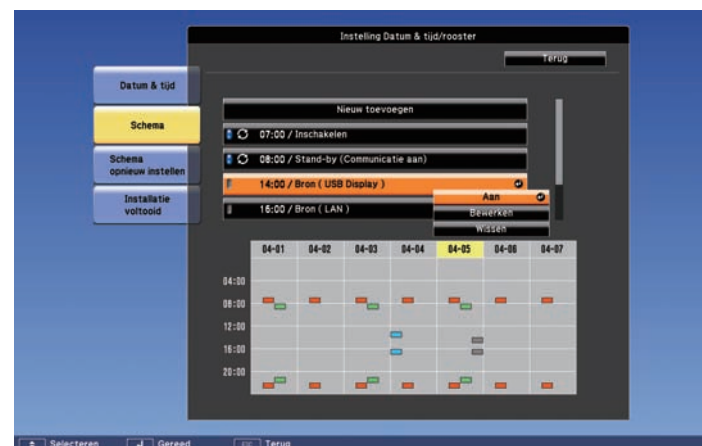 Instelling Datum & tijd/rooster
Terug
Datum & tijd
Schema
Schema
opnieuw instellen
Installatie
voltooid
Nieuw toevoegen
07:00 / Inschakelen
08:00 / Stand-by (Communicatie aan)
14:00 / Bron ( USB Display )
16:00 / Bron ( LAN )
Aan
Bewerken
Wissen
04-01 04-02 04-03 04-04 04-05 04-06 04-07
04:00
08:00
12:00
16:00
20:00
Selecteren Gereed Esc Terug